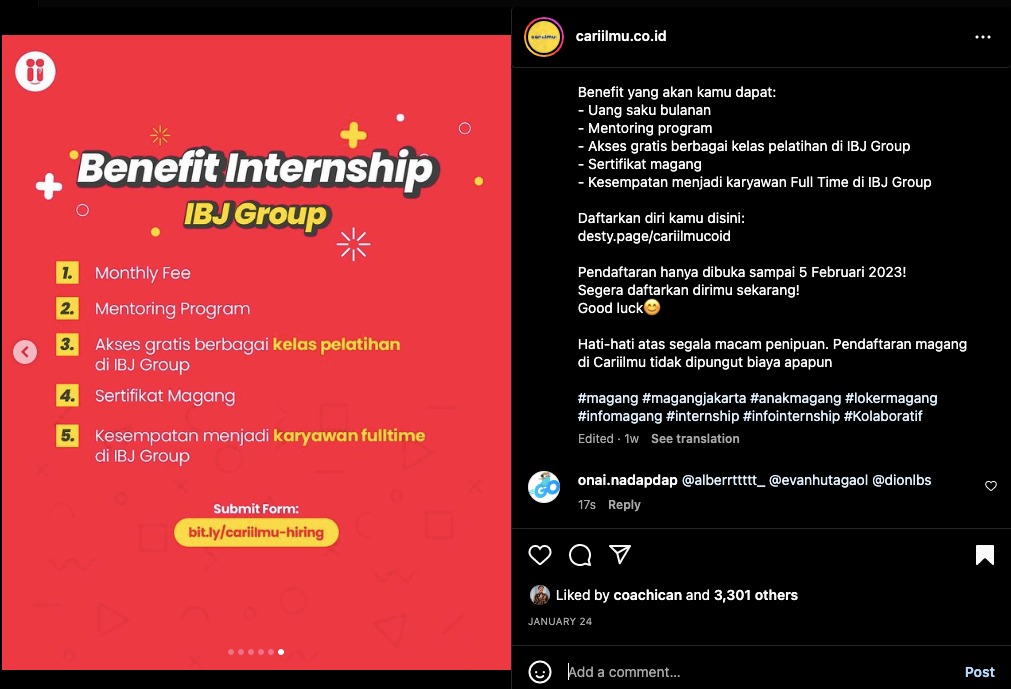 Benefit Internship
IBJ Group
1. Monthly Fee
2. Mentoring Program
3. Akses gratis berbagai kelas pelatihan
di IBJ Group
4. Sertifikat Magang
5. Kesempatan menjadi karyawan fulltime
di IBJ Group
Submit Form:
bit.ly/cariilmu-hiring
cariilmu
cariilmu.co.id
Benefit yang akan kamu dapat:
- Uang saku bulanan
- Mentoring program
- Akses gratis berbagai kelas pelatihan di IBJ Group
- Sertifikat magang
- Kesempatan menjadi karyawan Full Time di IBJ Group
Daftarkan diri kamu disini:
desty.page/cariilmucoid
Pendaftaran hanya dibuka sampai 5 Februari 2023!
Segera daftarkan dirimu sekarang!
Good luck😊
Hati-hati atas segala macam penipuan. Pendaftaran magang
di Cariilmu tidak dipungut biaya apapun
#magang #magangjakarta #anakmagang #lokermagang
#infomagang #internship #infointernship #Kolaboratif
Edited · 1w See translation
onai.nadapdap @alberrttttt_ @evanhutagaol @dionlbs
17s Reply
Liked by coachican and 3,301 others
JANUARY 24
Add a comment...
Post